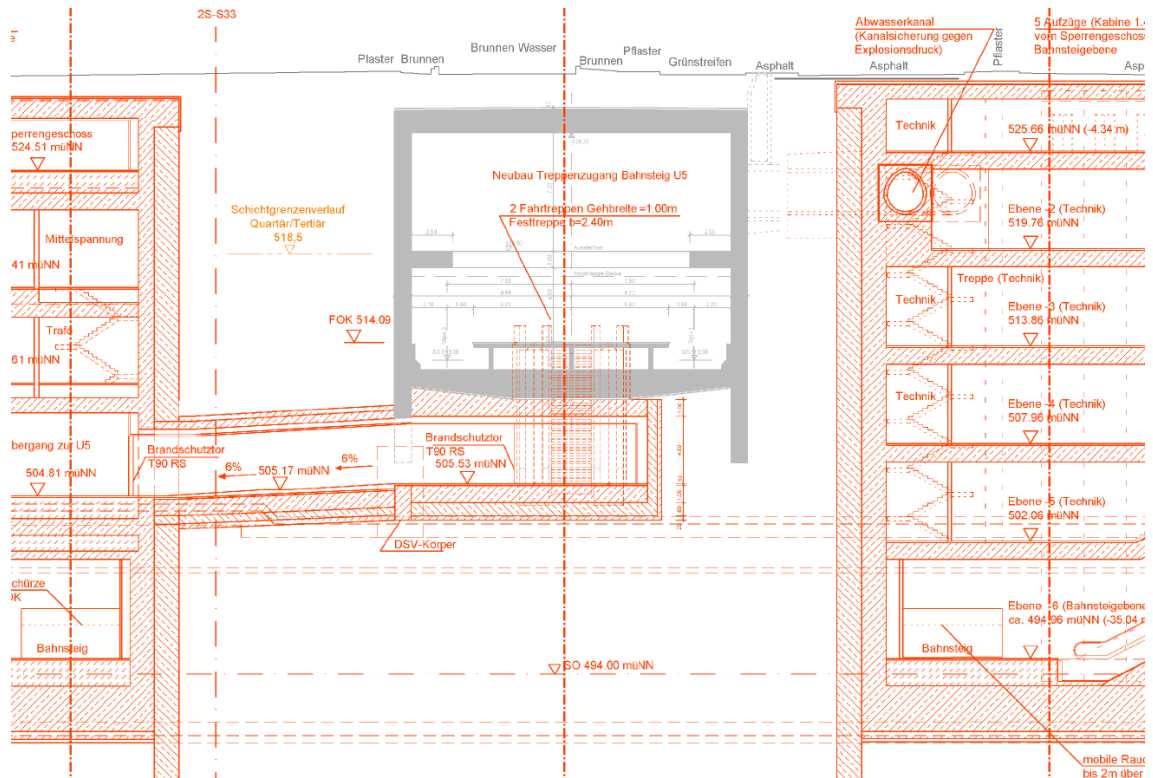 2S-S33
Abwasserkanal
(Kanalsicherung gegen
Explosionsdruck)
5 Aufzüge (Kabine 1.4
vom Sperrengeschoss
Bahnsteigebene
Plaster
Brunnen
Brunnen Wasser
Brunnen
Pflaster
Grünstreifen
Asphalt
Asphalt
Pflaster
Asp
perrengeschoss
524.51 müNN
Technik
525.66 müNN (-4.34 m)
Neubau Treppenzugang Bahnsteig U5
2 Fahrtreppen Gehbreite =1.00m
Festtreppe b=2.40m
Schichtgrenzenverlauf
Quartär/Tertiär
518,5
Mittelspannung
41 müNN
Ebene -2 (Technik)
519.76 müNN
Treppe (Technik)
Technik
Ebene -3 (Technik)
513.86 müNN
FOK 514.09
Trafo
61 müNN
Technik
Ebene -4 (Technik)
507.96 müNN
bergang zur U5
504.81 müNN
Brandschutztor
T90 RS
6%
505.17 müNN
6%
Brandschutztor
T90 RS
505.53 müNN
Ebene -5 (Technik)
502.06 müNN
DSV-Körper
chürze
OK
Bahnsteig
SO 494.00 müNN
Bahnsteig
Ebene -6 (Bahnsteigebene
ca. 494.96 müNN (-35.04 m
mobile Rauc
bis 2m über